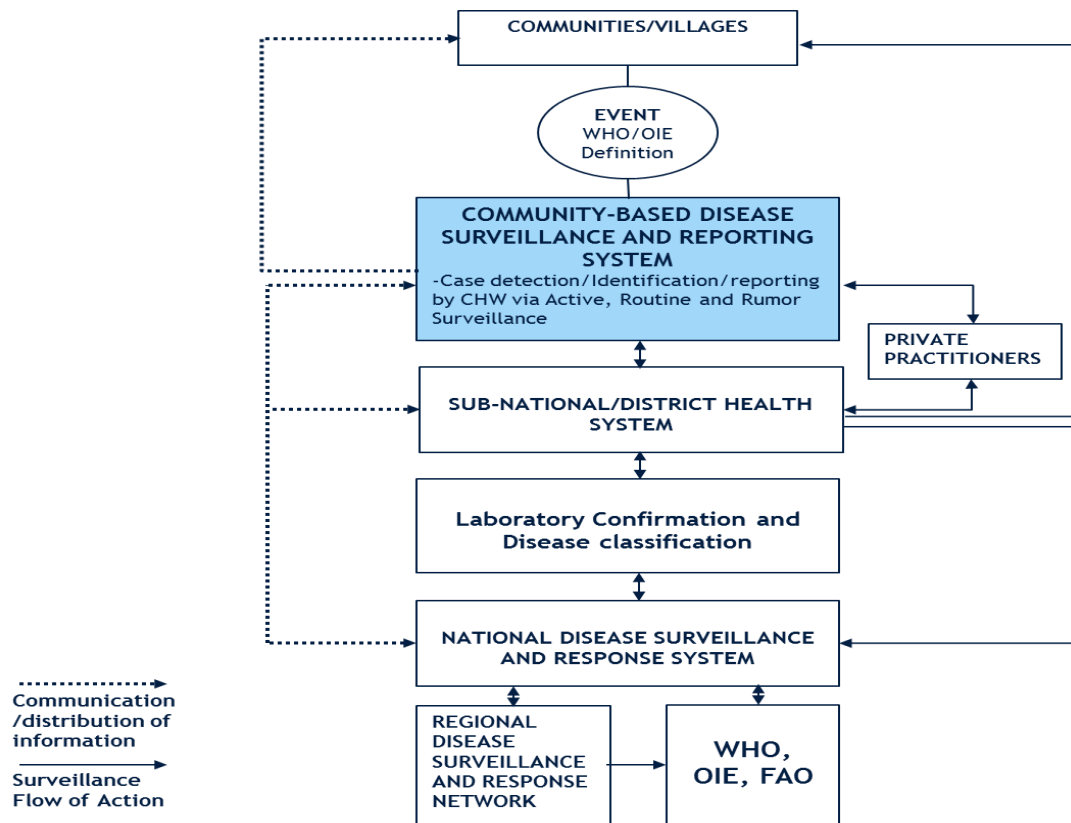 COMMUNITIES/VILLAGES
EVENT
WHO/OIE
Definition
COMMUNITY-BASED DISEASE
SURVEILLANCE AND REPORTING
SYSTEM
-Case detection/Identification/reporting
by CHW via Active, Routine and Rumor
Surveillance
PRIVATE
PRACTITIONERS
SUB-NATIONAL/DISTRICT HEALTH
SYSTEM
Laboratory Confirmation and
Disease classification
NATIONAL DISEASE SURVEILLANCE
AND RESPONSE SYSTEM
REGIONAL
DISEASE
SURVEILLANCE
AND RESPONSE
NETWORK
WHO,
OIE, FAO
Communication
/distribution of
information
Surveillance
Flow of Action